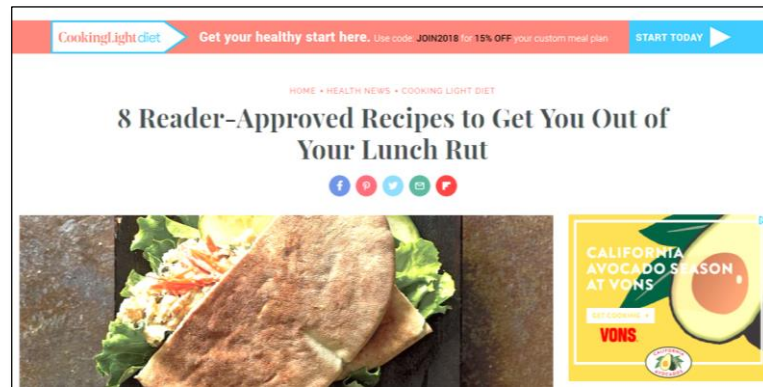 CookingLight diet
Get your healthy start here. Use code JOIN2018 for 15% OFF your custom meal plan
START TODAY
HOME • HEALTH NEWS • COOKING LIGHT DIET
8 Reader-Approved Recipes to Get You Out of
Your Lunch Rut
CALIFORNIA
AVOCADO SEASON
AT VONS
GET COOKING
VONS